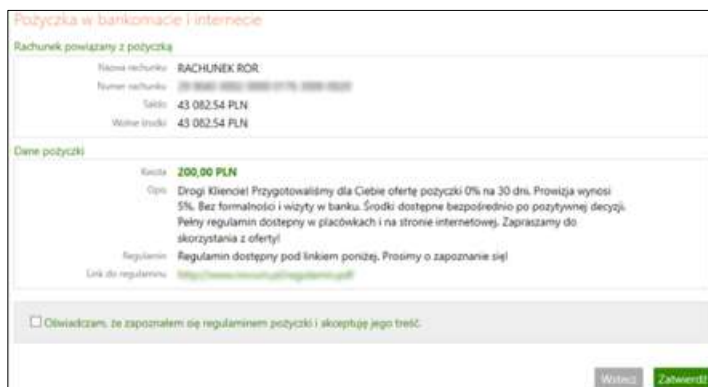 Pożyczka w bankomacie i internecie
Rachunek powiązany z pożyczką
Nazwa rachunku RACHUNEK ROR
Numer rachunku
Saldo 43 082.54 PLN
Wolne środki 43 082.54 PLN
Dane pożyczki
Kwota 200,00 PLN
Opis Drogi Kliencie! Przygotowaliśmy dla Ciebie ofertę pożyczki 0% na 30 dni. Prowizja wynosi
5%. Bez formalności i wizyty w banku. Środki dostępne bezpośrednio po pozytywnej decyzji.
Pełny regulamin dostępny w placówkach i na stronie internetowej. Zapraszamy do
skorzystania z oferty!
Regulamin Regulamin dostępny pod linkiem poniżej. Prosimy o zapoznanie się!
Link do regulaminu
Oświadczam, że zapoznałem się regulaminem pożyczki i akceptuję jego treść.
Wstecz Zatwierdź